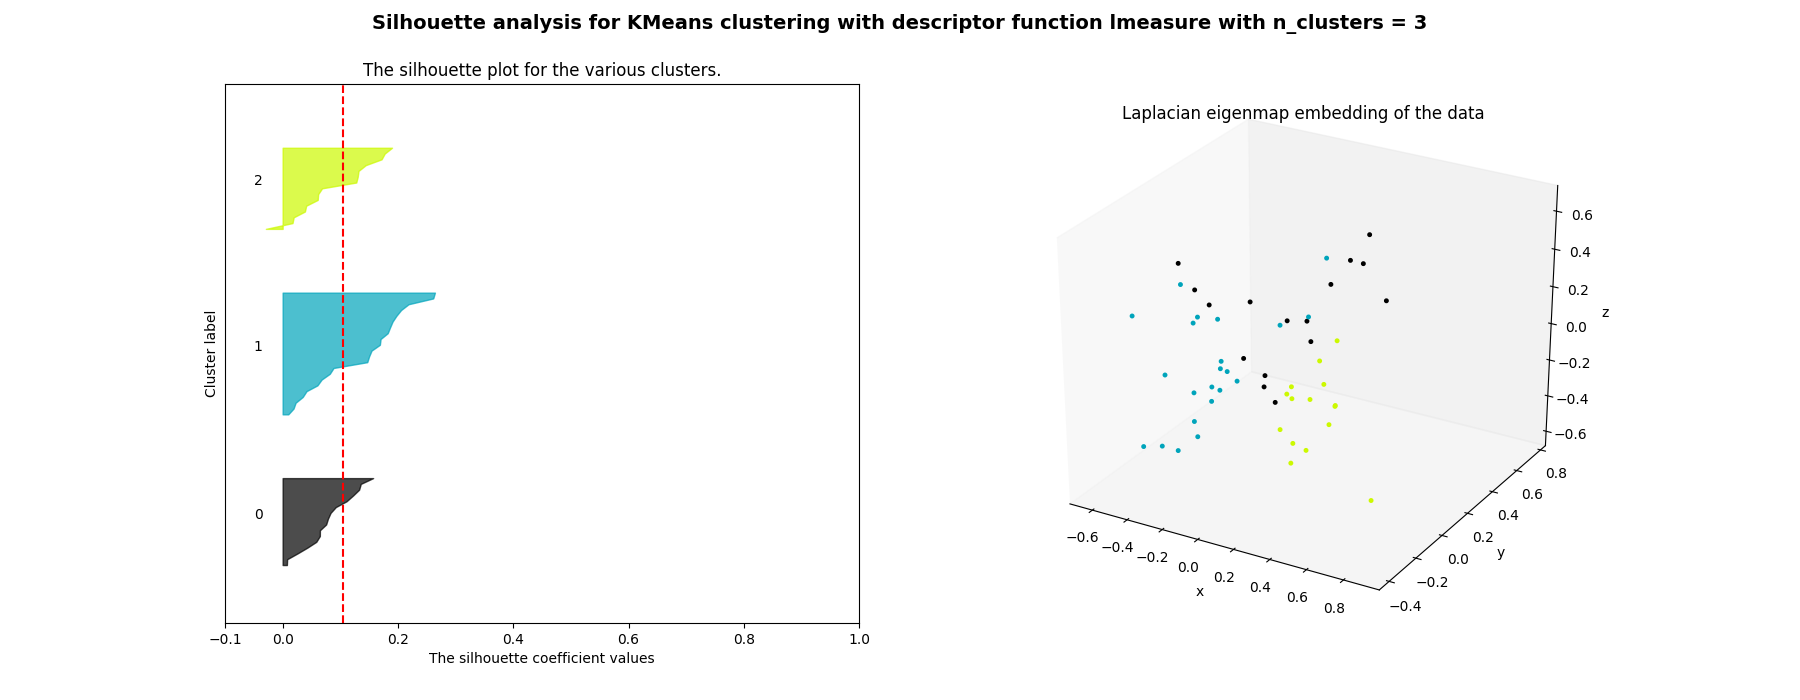 Silhouette analysis for KMeans clustering with descriptor function lmeasure with n_clusters = 3
The silhouette plot for the various clusters.
2
1
0
Cluster label
−0.1 0.0 0.2 0.4 0.6 0.8 1.0
The silhouette coefficient values
Laplacian eigenmap embedding of the data
0.6
0.4
0.2
0.0
−0.2
−0.4
−0.6
z
0.8
0.6
0.4
0.2
0.0
−0.2
−0.4
y
−0.6 −0.4 −0.2 0.0 0.2 0.4 0.6 0.8
x